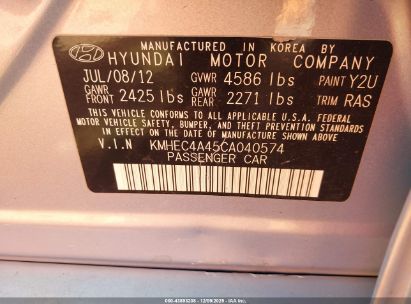 MANUFACTURED IN KOREA BY
HYUNDAI MOTOR COMPANY
JUL/08/12 GVWR 4586 lbs PAINT Y2U
GAWR FRONT 2425 lbs GAWR REAR 2271 lbs TRIM RAS
THIS VEHICLE CONFORMS TO ALL APPLICABLE U.S.A. FEDERAL
MOTOR VEHICLE SAFETY, BUMPER, AND THEFT PREVENTION
STANDARDS IN EFFECT ON THE DATE OF MANUFACTURE SHOWN ABOVE.
V.I.N KMHEC4A45CA040574
PASSENGER CAR